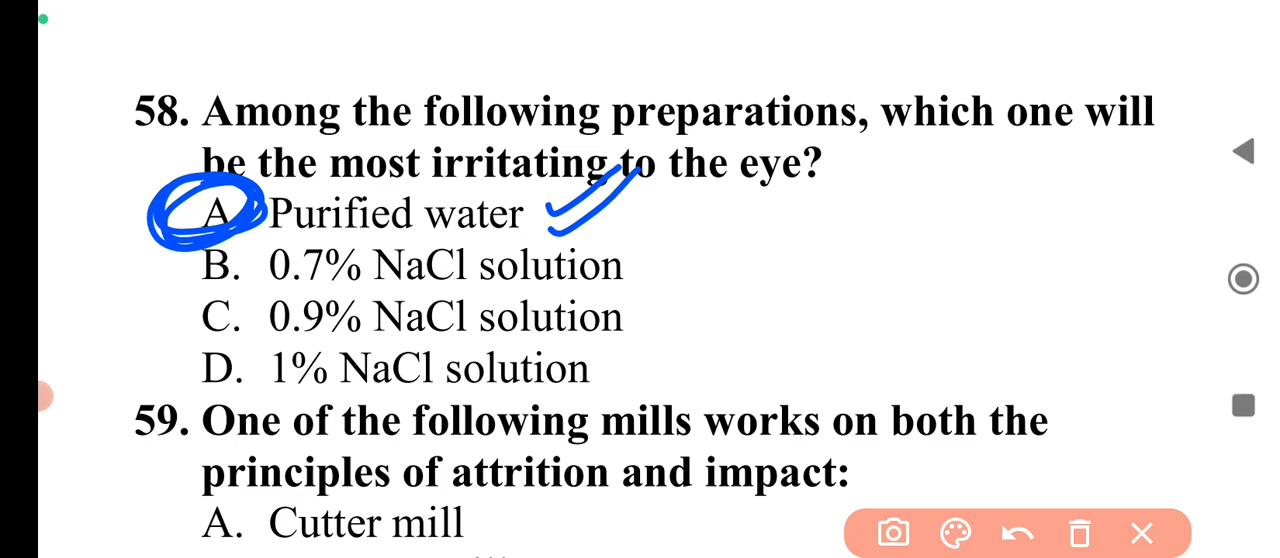 58. Among the following preparations, which one will
be the most irritating to the eye?
A. Purified water
B. 0.7% NaCl solution
C. 0.9% NaCl solution
D. 1% NaCl solution
59. One of the following mills works on both the
principles of attrition and impact:
A. Cutter mill